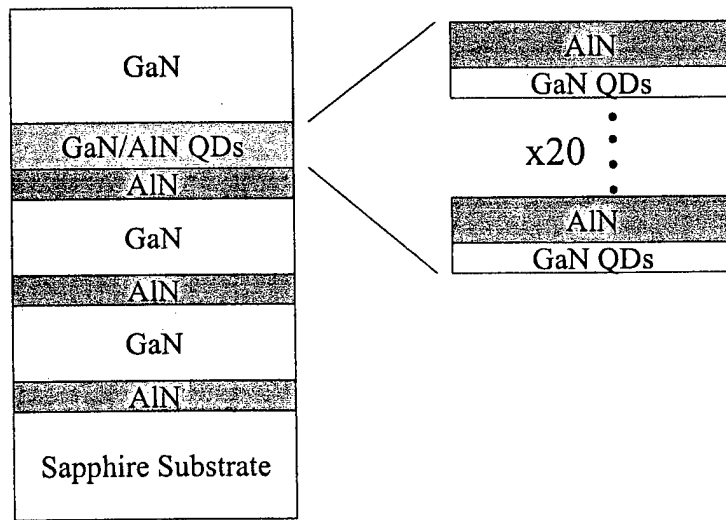 GaN
GaN/AlN QDs
AlN
GaN
AlN
GaN
AlN
Sapphire Substrate
AlN
GaN QDs
x20
AlN
GaN QDs